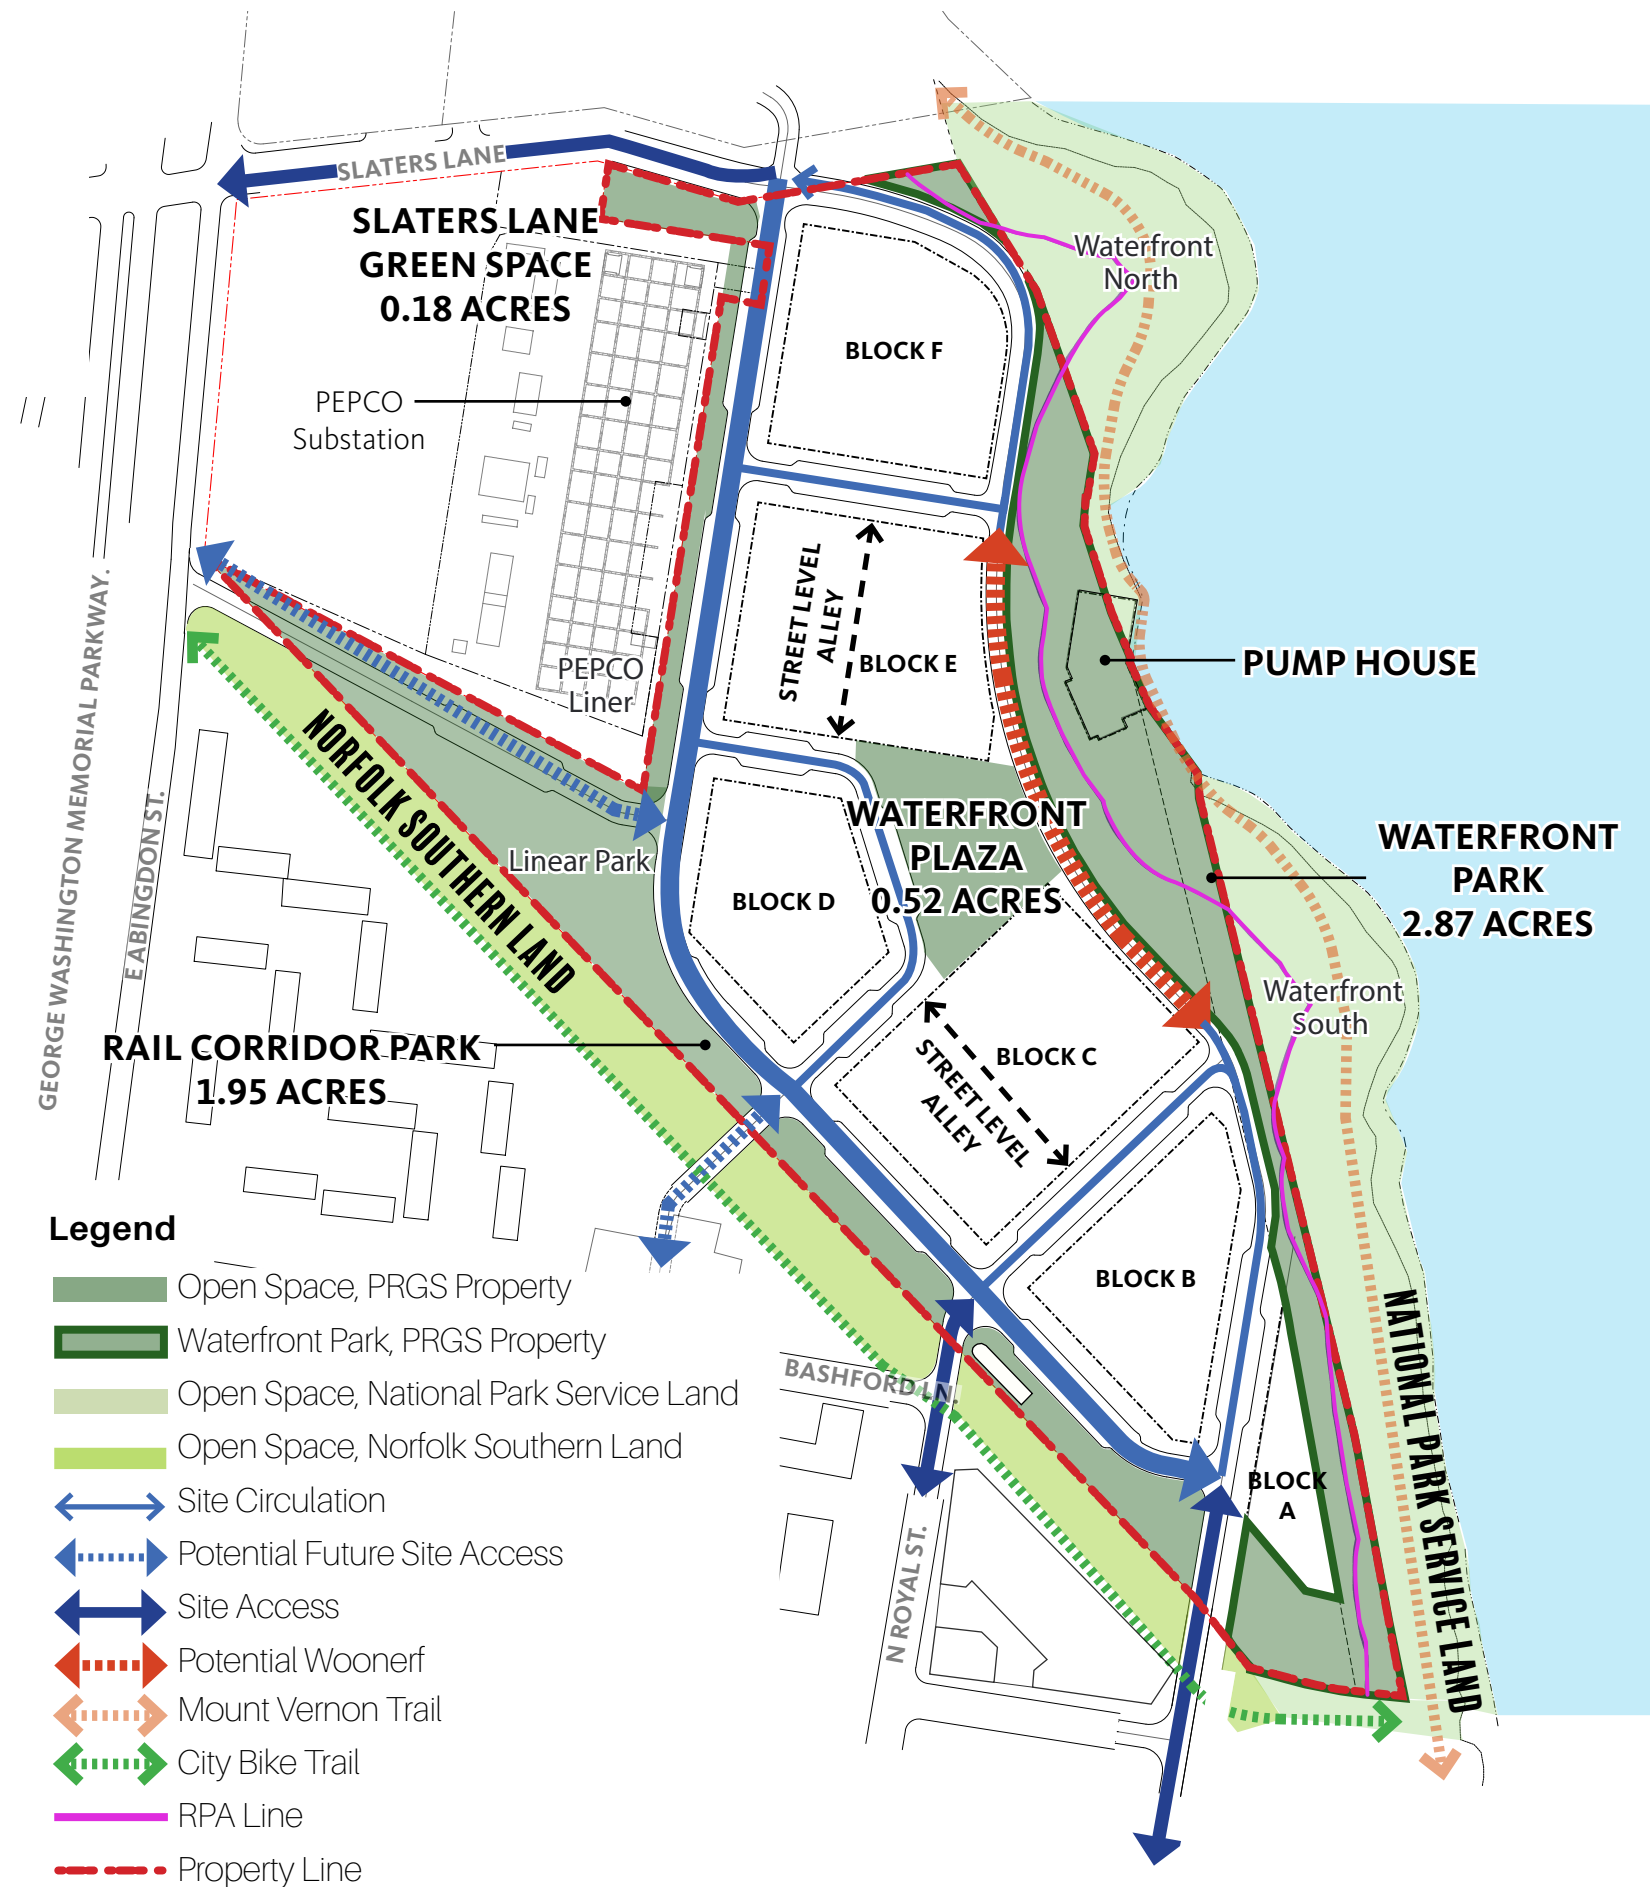 SLATERS LANE
SLATERS LANE
GREEN SPACE
0.18 ACRES
Waterfront
North
BLOCK F
PEPCO
Substation
STREET LEVEL
ALLEY
BLOCK E
PUMP HOUSE
PEPCO
Liner
GEORGE WASHINGTON MEMORIAL PARKWAY.
E ABINGDON ST.
NORFOLK SOUTHERN LAND
Linear Park
WATERFRONT
PLAZA
0.52 ACRES
WATERFRONT
PARK
2.87 ACRES
BLOCK D
Waterfront
South
RAIL CORRIDOR PARK
1.95 ACRES
BLOCK C
STREET LEVEL
ALLEY
BLOCK B
BASHFORD LN.
N ROYAL ST.
BLOCK
A
NATIONAL PARK SERVICE LAND
Legend
Open Space, PRGS Property
Waterfront Park, PRGS Property
Open Space, National Park Service Land
Open Space, Norfolk Southern Land
Site Circulation
Potential Future Site Access
Site Access
Potential Woonerf
Mount Vernon Trail
City Bike Trail
RPA Line
Property Line